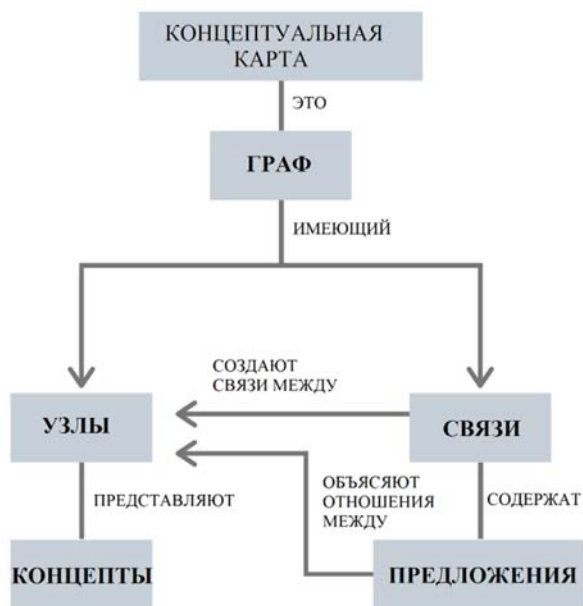 КОНЦЕПТУАЛЬНАЯ
КАРТА
ЭТО
ГРАФ
ИМЕЮЩИЙ
СОЗДАЮТ
СВЯЗИ МЕЖДУ
УЗЛЫ
СВЯЗИ
ПРЕДСТАВЛЯЮТ
ОБЪЯСЯЮТ
ОТНОШЕНИЯ
МЕЖДУ
СОДЕРЖАТ
КОНЦЕПТЫ
ПРЕДЛОЖЕНИЯ